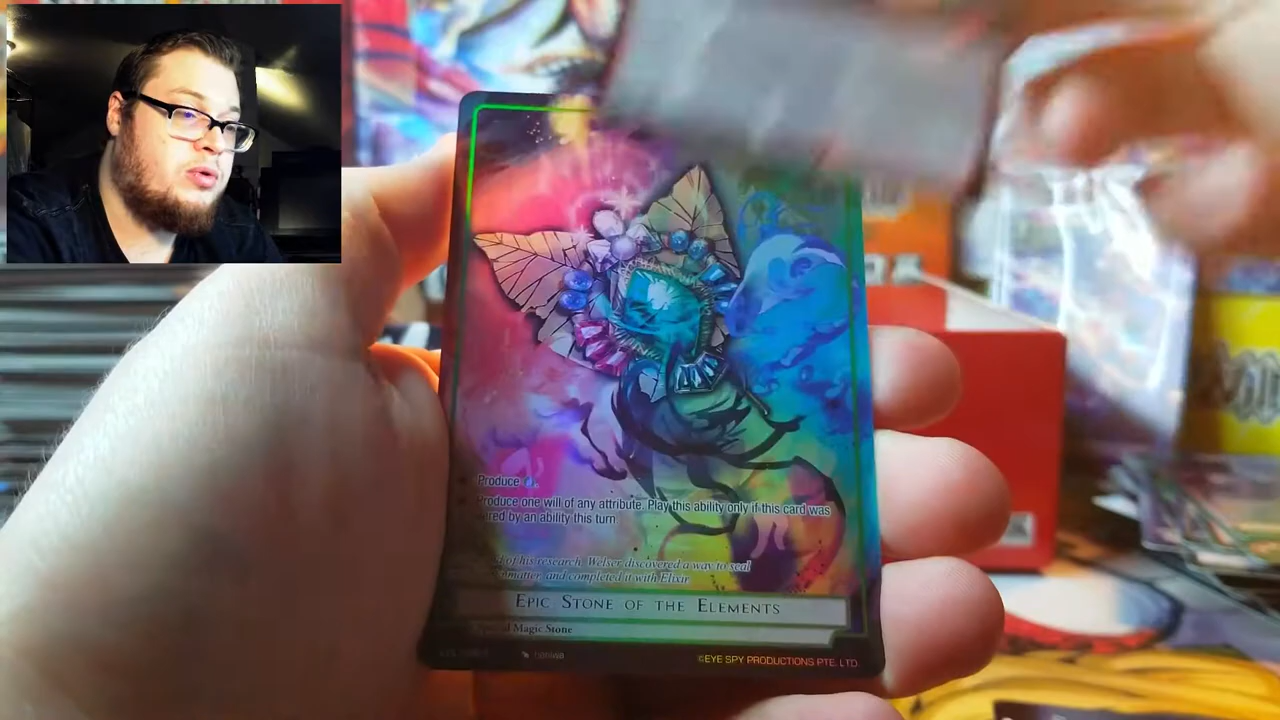 Produce
Produce one will of any attribute. Play this ability only if this card was
red by an ability this turn
of his research, Welser discovered a way to seal
matter, and completed it with Elixir
EPIC STONE OF THE ELEMENTS
Magic Stone
©EYE SPY PRODUCTIONS PTE. LTD.